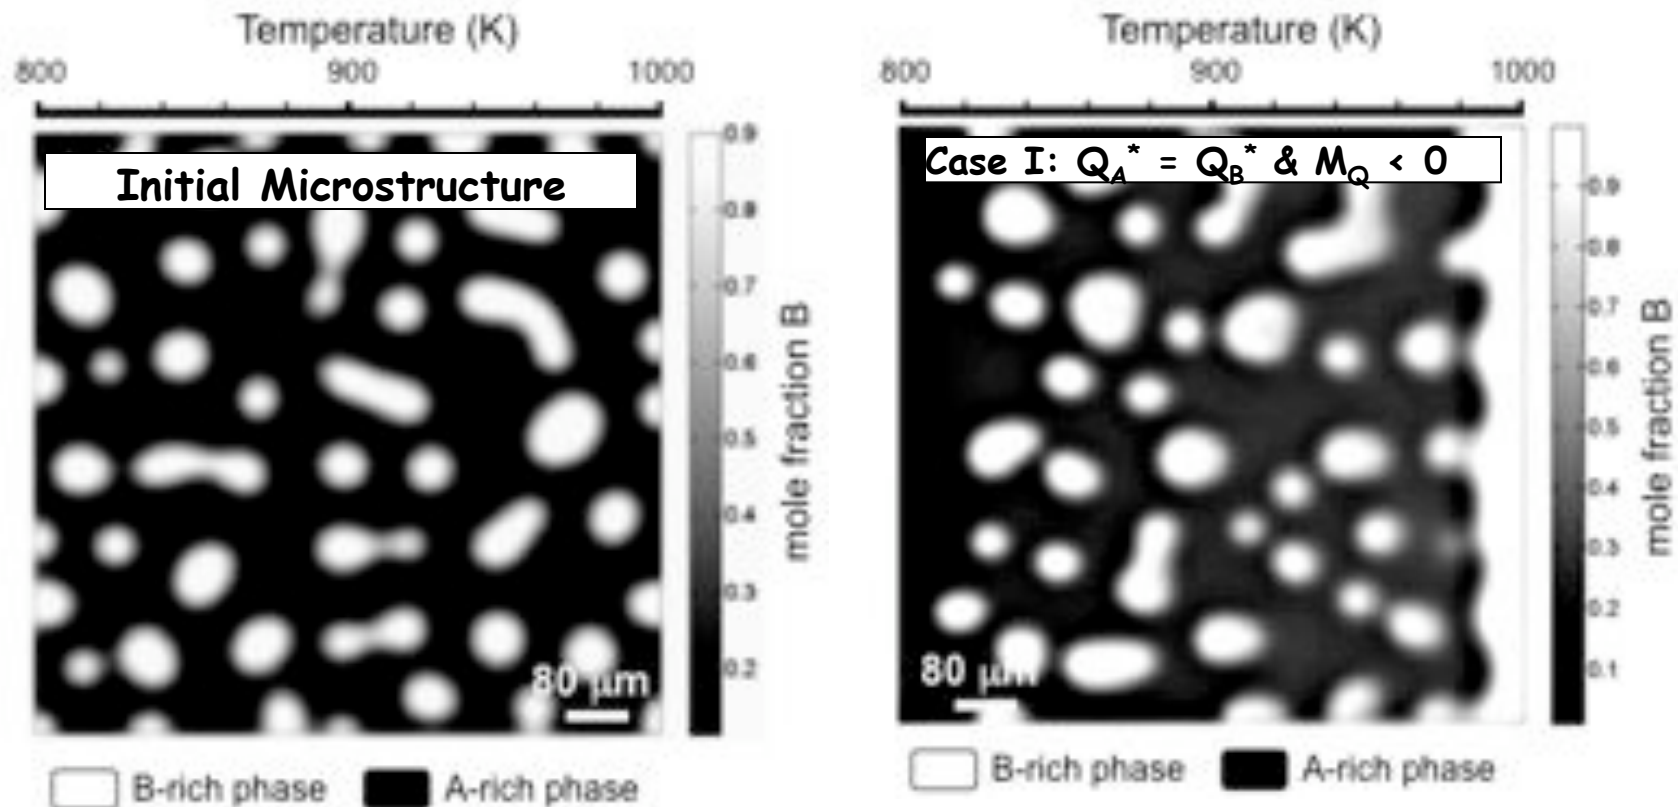 Temperature (K)
800 900 1000
Initial Microstructure
0.9
0.8
0.7
0.6
0.5
0.4
0.3
0.2
mole fraction B
80 μm
B-rich phase A-rich phase
Temperature (K)
800 900 1000
Case I: Q_A* = Q_B* & M_Q < 0
0.9
0.8
0.7
0.6
0.5
0.4
0.3
0.2
0.1
mole fraction B
80 μm
B-rich phase A-rich phase